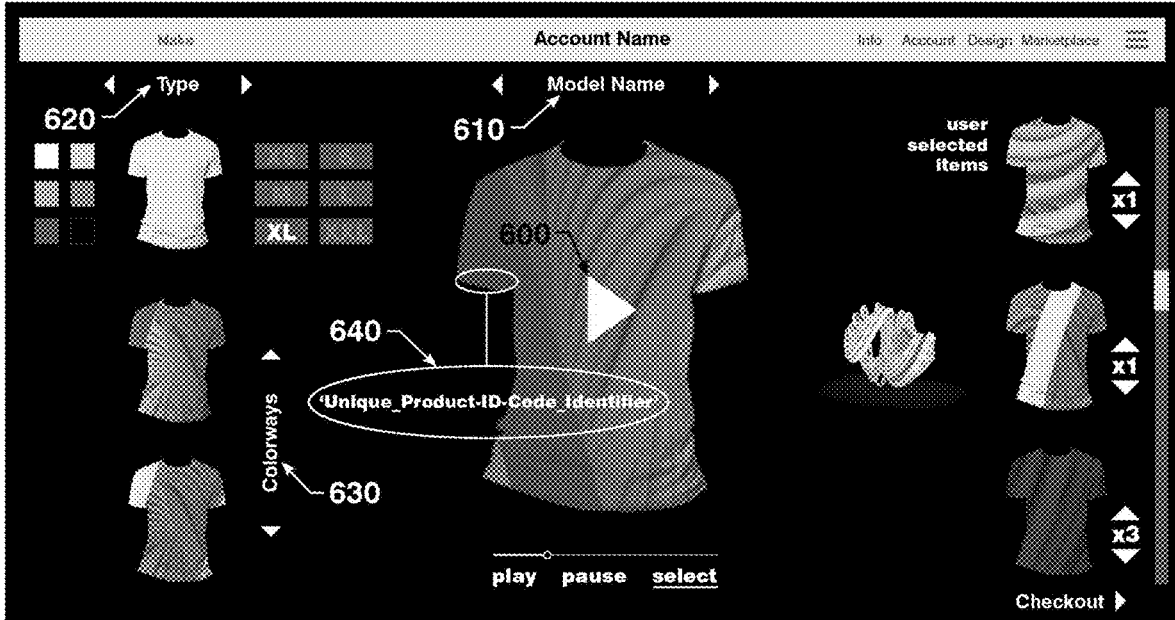 Make
Account Name
Info Account Design Marketplace
Type
Model Name
620
610
user
selected
items
x1
600
XL
640
x1
'Unique_Product-ID-Code_Identifier'
Colorways
630
x3
play pause select
Checkout